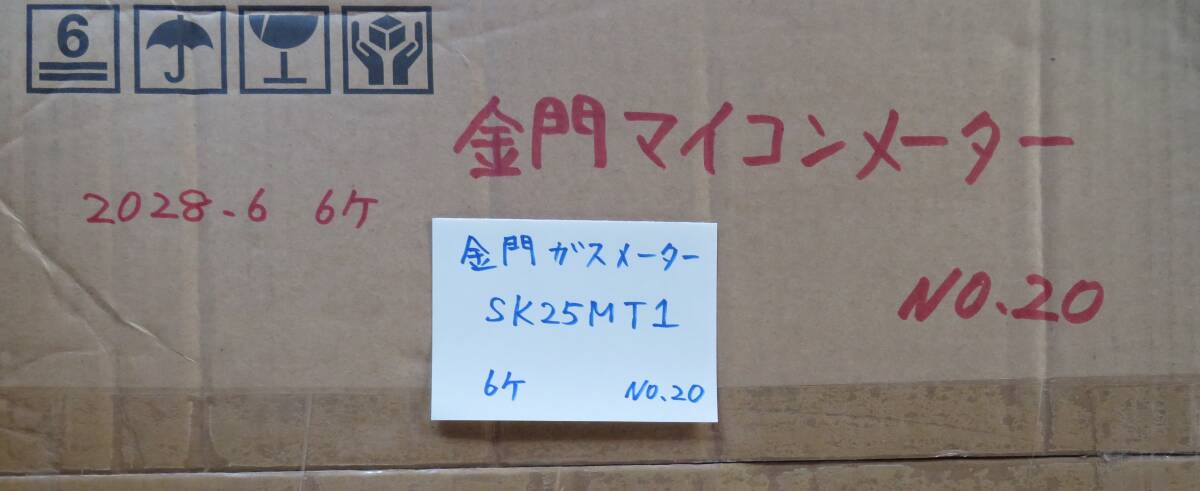 6
金門マイコンメーター
2028.6 6ケ
金門ガスメーター
SK25MT1
6ケ NO.20
NO.20